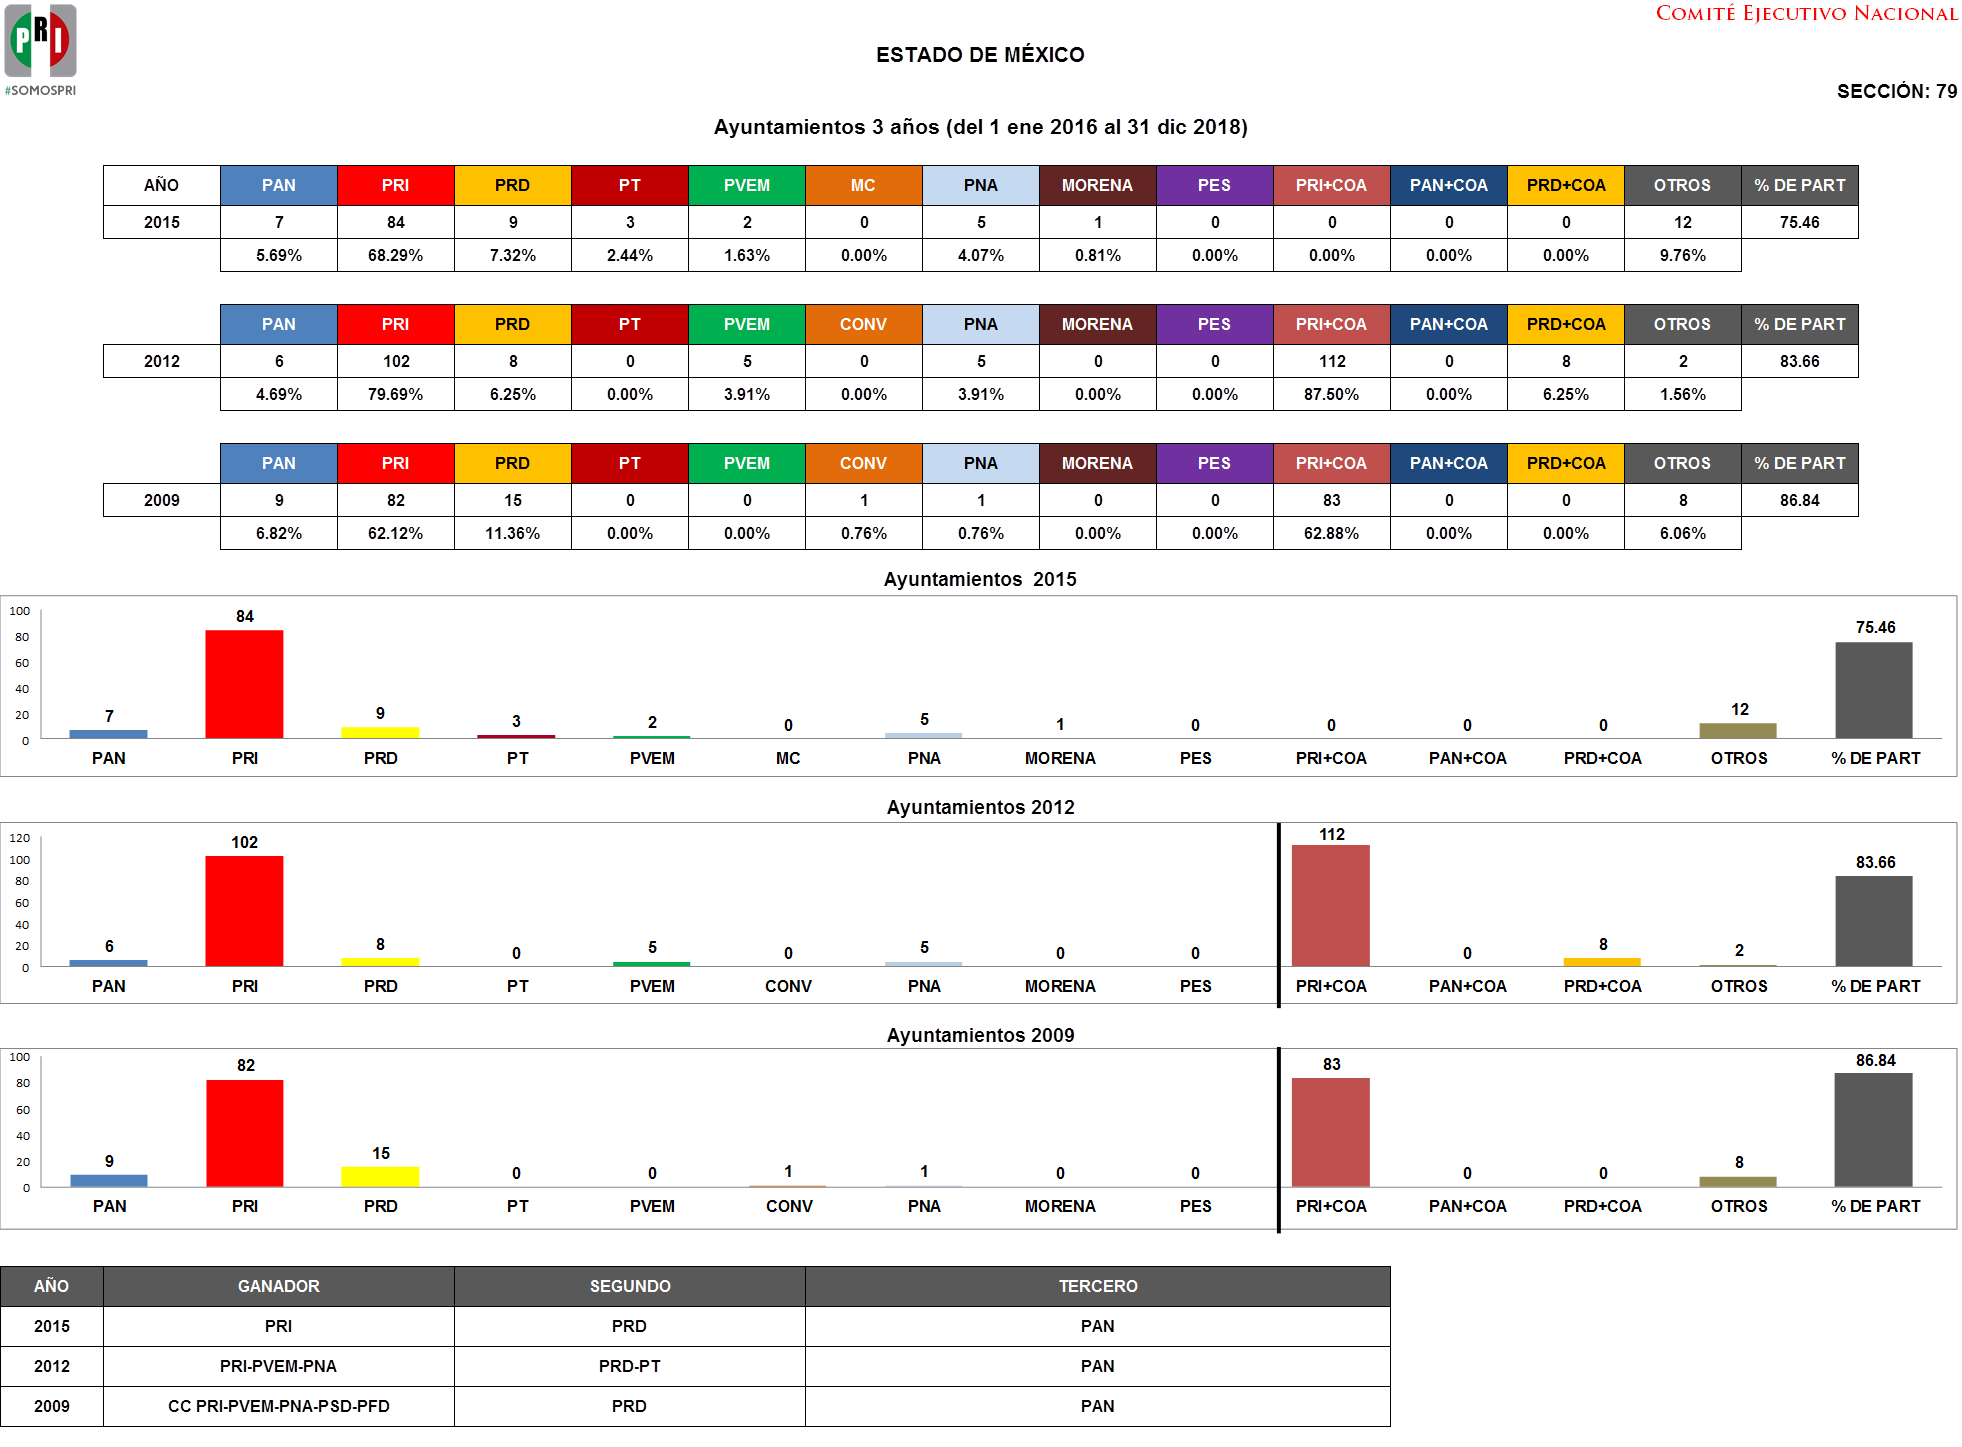 PRI
#SOMOSPRI
COMITÉ EJECUTIVO NACIONAL
ESTADO DE MÉXICO
SECCIÓN: 79
Ayuntamientos 3 años (del 1 ene 2016 al 31 dic 2018)
AÑO PAN PRI PRD PT PVEM MC PNA MORENA PES PRI+COA PAN+COA PRD+COA OTROS % DE PART
2015 7 84 9 3 2 0 5 1 0 0 0 0 12 75.46
5.69% 68.29% 7.32% 2.44% 1.63% 0.00% 4.07% 0.81% 0.00% 0.00% 0.00% 0.00% 9.76%
PAN PRI PRD PT PVEM CONV PNA MORENA PES PRI+COA PAN+COA PRD+COA OTROS % DE PART
2012 6 102 8 0 5 0 5 0 0 112 0 8 2 83.66
4.69% 79.69% 6.25% 0.00% 3.91% 0.00% 3.91% 0.00% 0.00% 87.50% 0.00% 6.25% 1.56%
PAN PRI PRD PT PVEM CONV PNA MORENA PES PRI+COA PAN+COA PRD+COA OTROS % DE PART
2009 9 82 15 0 0 1 1 0 0 83 0 0 8 86.84
6.82% 62.12% 11.36% 0.00% 0.00% 0.76% 0.76% 0.00% 0.00% 62.88% 0.00% 0.00% 6.06%
Ayuntamientos 2015
100
80
60
40
20
0
7 84 9 3 2 0 5 1 0 0 0 0 12 75.46
PAN PRI PRD PT PVEM MC PNA MORENA PES PRI+COA PAN+COA PRD+COA OTROS % DE PART
Ayuntamientos 2012
120
100
80
60
40
20
0
6 102 8 0 5 0 5 0 0 112 0 8 2 83.66
PAN PRI PRD PT PVEM CONV PNA MORENA PES PRI+COA PAN+COA PRD+COA OTROS % DE PART
Ayuntamientos 2009
100
80
60
40
20
0
9 82 15 0 0 1 1 0 0 83 0 0 8 86.84
PAN PRI PRD PT PVEM CONV PNA MORENA PES PRI+COA PAN+COA PRD+COA OTROS % DE PART
AÑO GANADOR SEGUNDO TERCERO
2015 PRI PRD PAN
2012 PRI-PVEM-PNA PRD-PT PAN
2009 CC PRI-PVEM-PNA-PSD-PFD PRD PAN